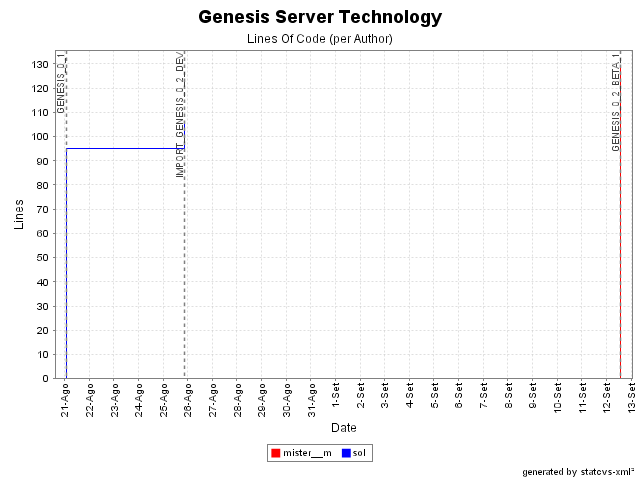 Genesis Server Technology
Lines Of Code (per Author)
GENESIS_0_1
IMPORT_GENESIS_0_2_DEV
GENESIS_0_2_BETA_1
Lines
130
120
110
100
90
80
70
60
50
40
30
20
10
0
21-Ago
22-Ago
23-Ago
24-Ago
25-Ago
26-Ago
27-Ago
28-Ago
29-Ago
30-Ago
31-Ago
1-Set
2-Set
3-Set
4-Set
5-Set
6-Set
7-Set
8-Set
9-Set
10-Set
11-Set
12-Set
13-Set
Date
mister__m
sol
generated by statcvs-xml²